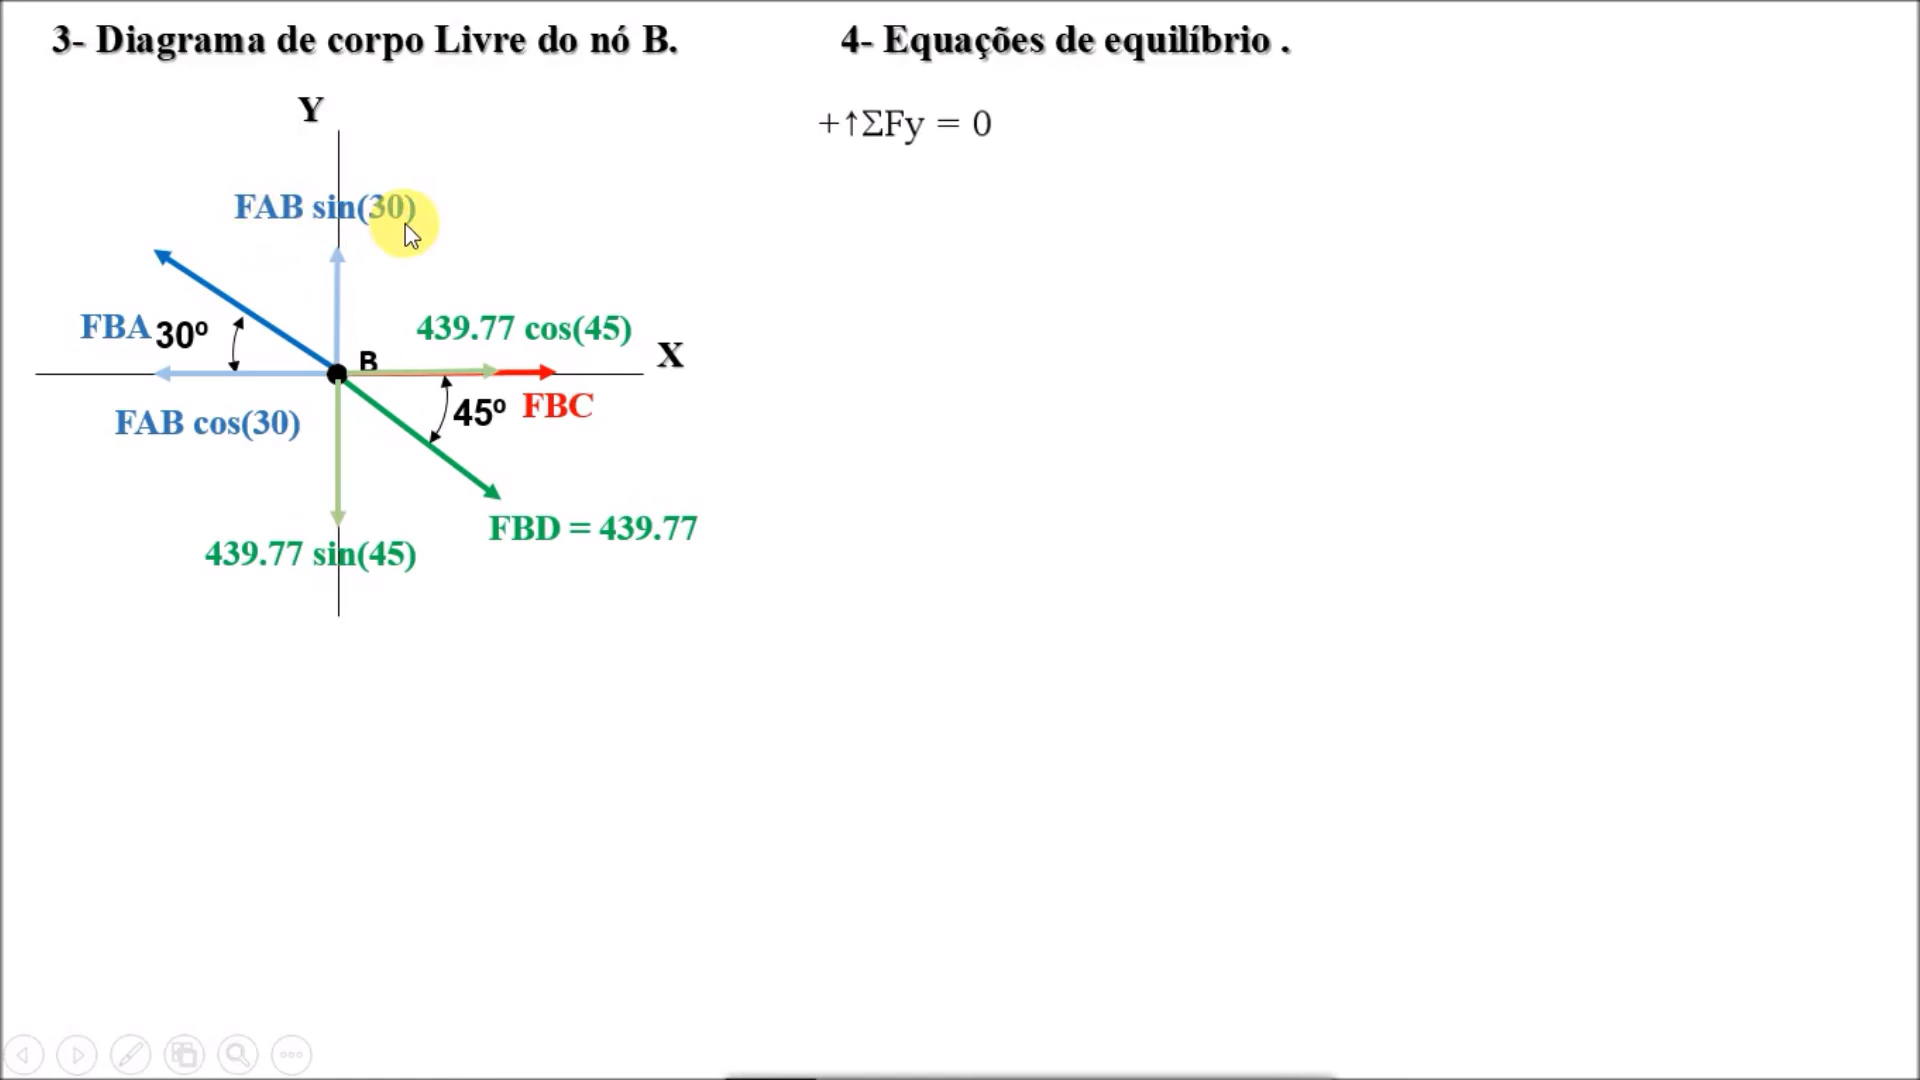 3- Diagrama de corpo Livre do nó B.
4- Equações de equilíbrio .
Y
+↑ΣFy = 0
FAB sin(30)
FBA
30º
439.77 cos(45)
X
B
45º
FBC
FAB cos(30)
FBD = 439.77
439.77 sin(45)